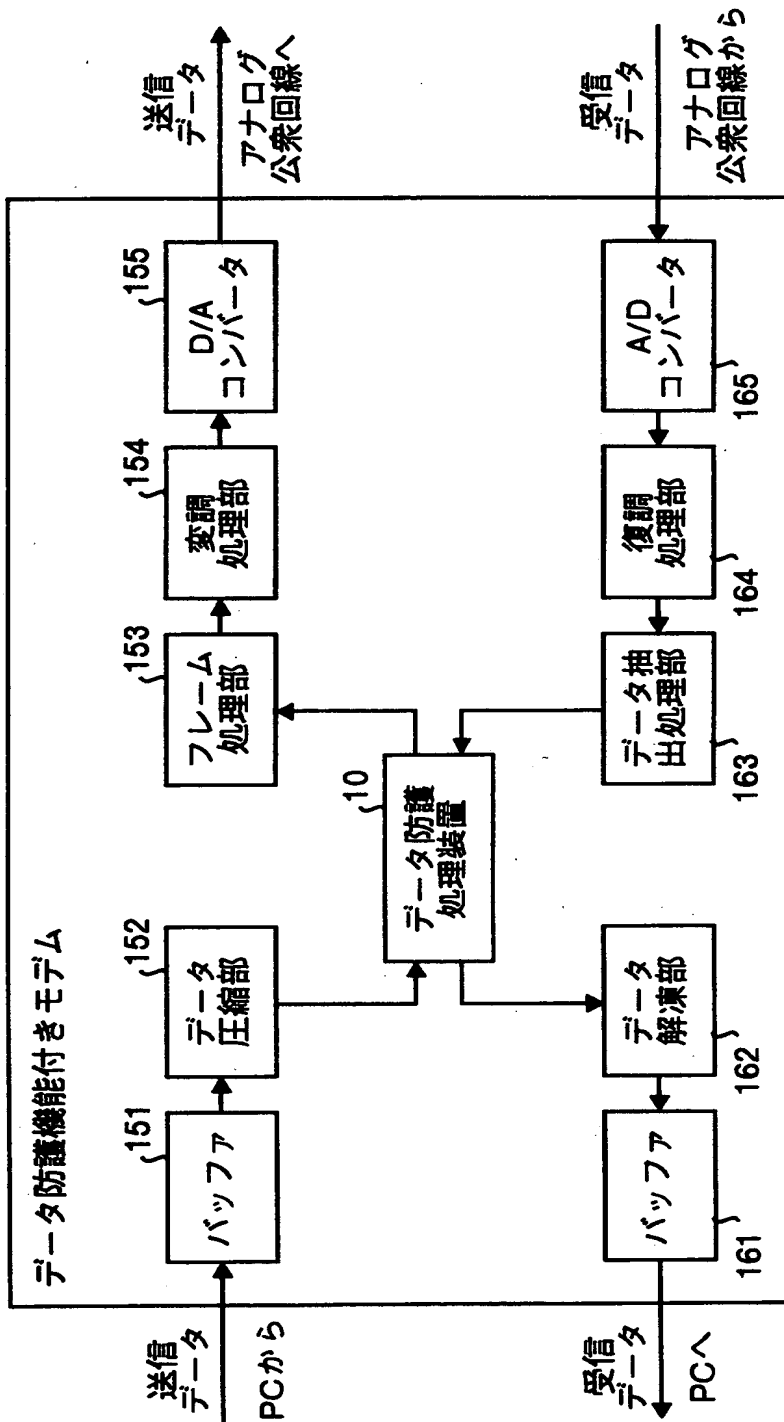 データ防護機能付きモデム
送信
データ
PCから
151
バッファ
152
データ
圧縮部
10
データ防護
処理装置
153
フレーム
処理部
154
変調
処理部
155
D/A
コンバータ
送信
データ
アナログ
公衆回線へ
受信
データ
アナログ
公衆回線から
A/D
コンバータ
165
復調
処理部
164
データ抽
出処理部
163
データ
解凍部
162
バッファ
161
受信
データ
PCへ